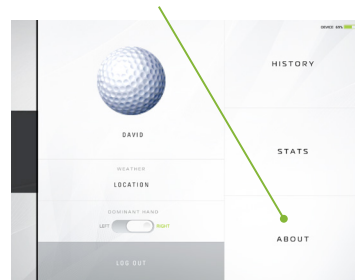 HISTORY
DAVID
STATS
WEATHER
LOCATION
DOMINANT HAND
LEFT RIGHT
ABOUT
LOG OUT